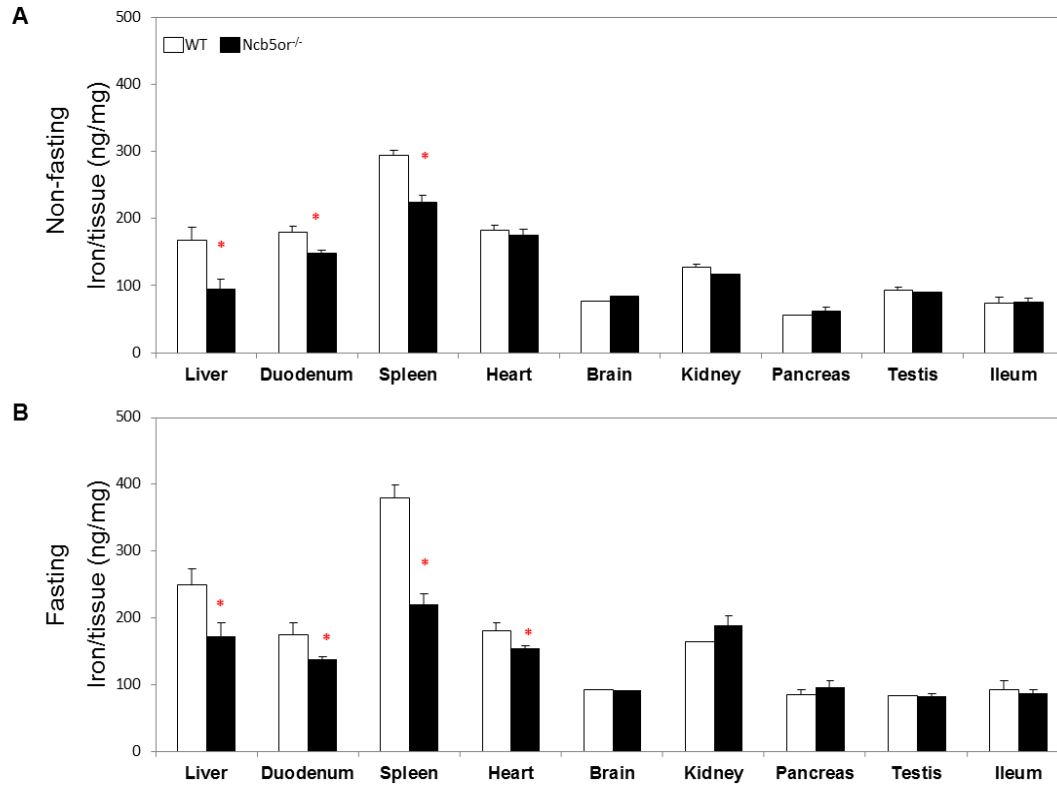 A
Non-fasting
Iron/tissue (ng/mg)
500
400
300
200
100
0
WT Ncb5or-/-
*
*
*
Liver Duodenum Spleen Heart Brain Kidney Pancreas Testis Ileum
B
Fasting
Iron/tissue (ng/mg)
500
400
300
200
100
0
*
*
*
*
Liver Duodenum Spleen Heart Brain Kidney Pancreas Testis Ileum